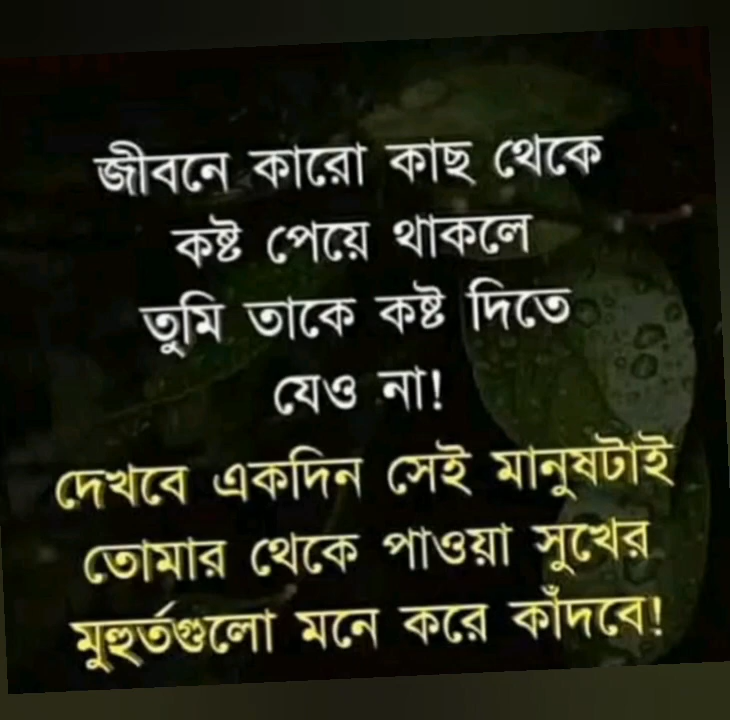 জীবনে কারো কাছ থেকে
কষ্ট পেয়ে থাকলে
তুমি তাকে কষ্ট দিতে
যেও না!
দেখবে একদিন সেই মানুষটাই
তোমার থেকে পাওয়া সুখের
মুহুর্তগুলো মনে করে কাঁদবে!